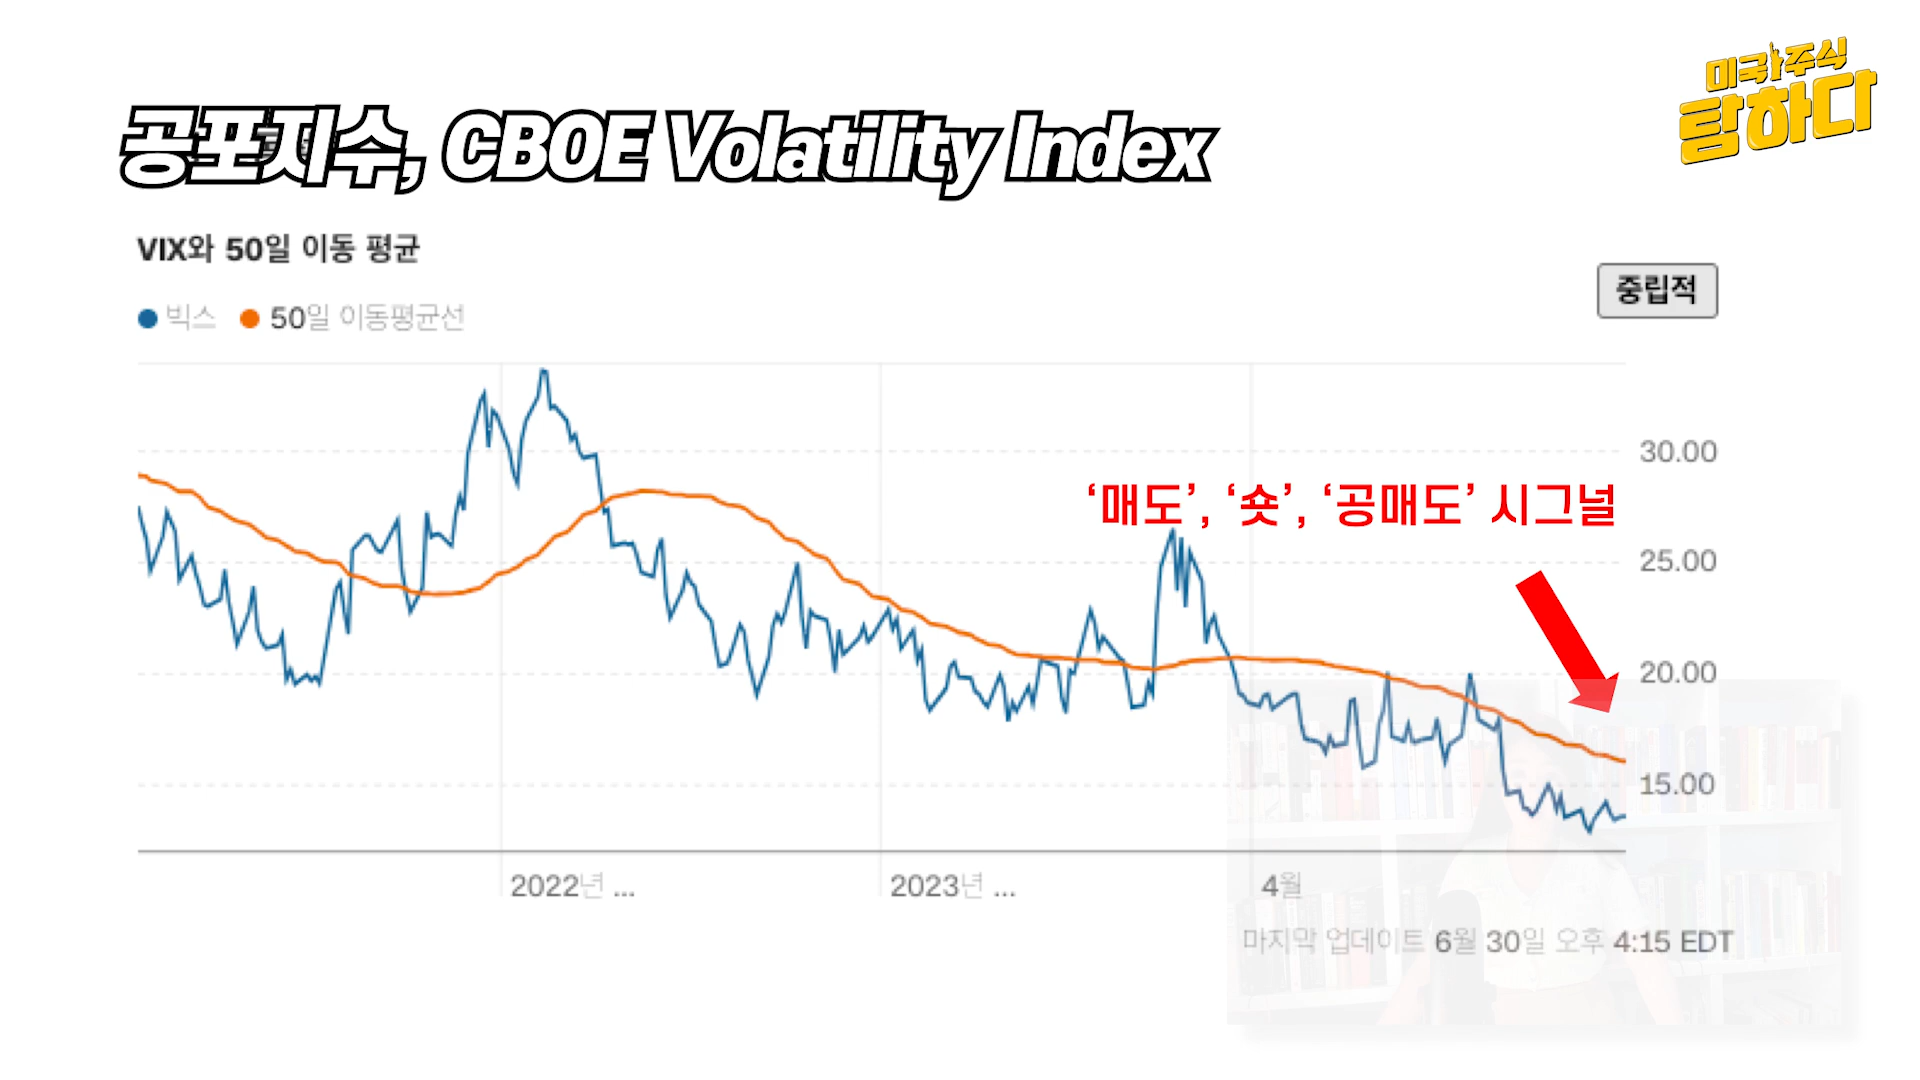 미국주식
탐하다
공포지수, CBOE Volatility Index
VIX와 50일 이동 평균
중립적
빅스 50일 이동평균선
30.00
‘매도’, ‘숏’, ‘공매도’ 시그널
25.00
20.00
15.00
2022년 ... 2023년 ... 4월
마지막 업데이트 6월 30일 오후 4:15 EDT